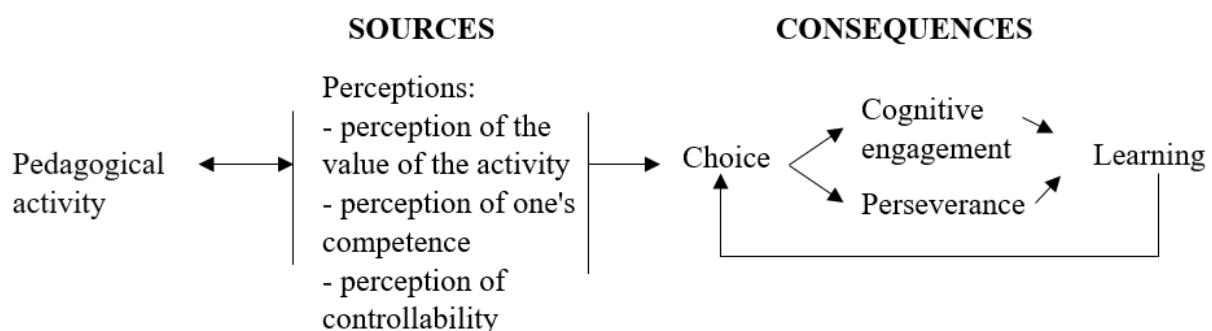 SOURCES
CONSEQUENCES
Pedagogical
activity
Perceptions:
- perception of the
value of the activity
- perception of one's
competence
- perception of
controllability
Choice
Cognitive
engagement
Perseverance
Learning